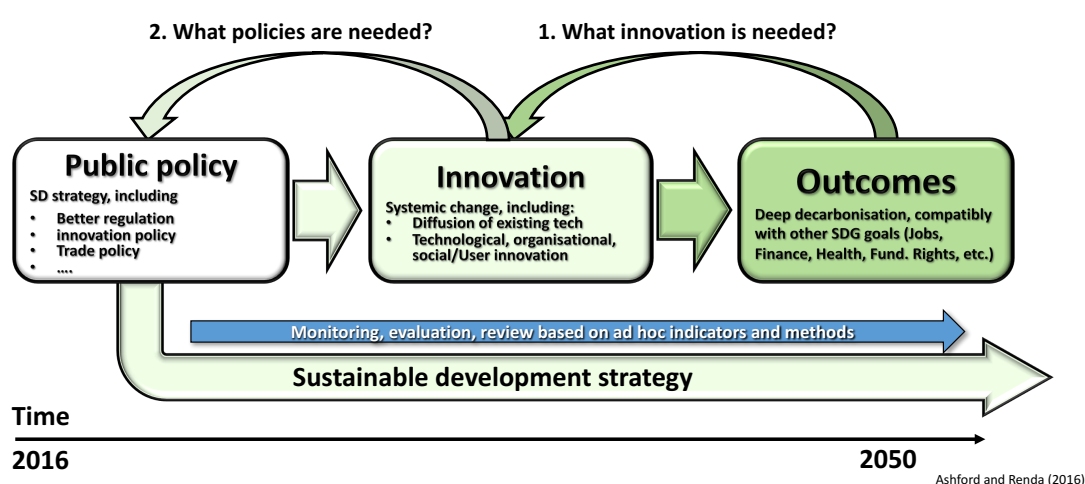 2. What policies are needed?
1. What innovation is needed?
Public policy
SD strategy, including
• Better regulation
• innovation policy
• Trade policy
• ....
Innovation
Systemic change, including:
• Diffusion of existing tech
• Technological, organisational,
social/User innovation
Outcomes
Deep decarbonisation, compatibly
with other SDG goals (Jobs,
Finance, Health, Fund. Rights, etc.)
Monitoring, evaluation, review based on ad hoc indicators and methods
Sustainable development strategy
Time
2016
2050
Ashford and Renda (2016)